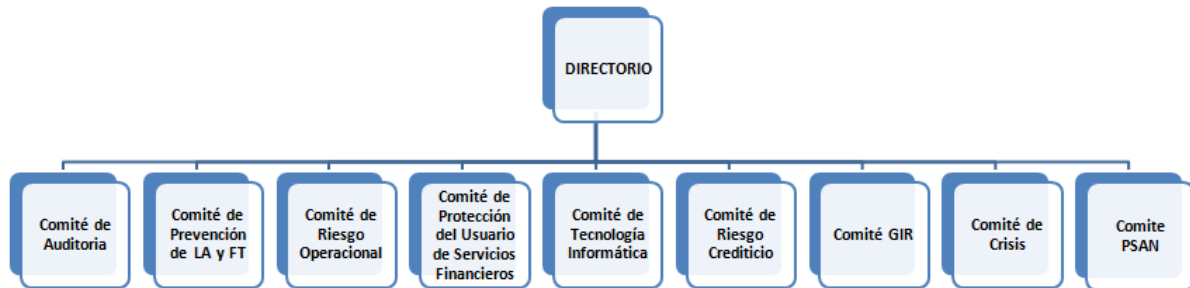 DIRECTORIO
Comité de
Auditoria
Comité de
Prevención
de LA y FT
Comité de
Riesgo
Operacional
Comité de
Protección
del Usuario
de Servicios
Financieros
Comité de
Tecnología
Informática
Comité de
Riesgo
Crediticio
Comité GIR
Comité de
Crisis
Comite
PSAN